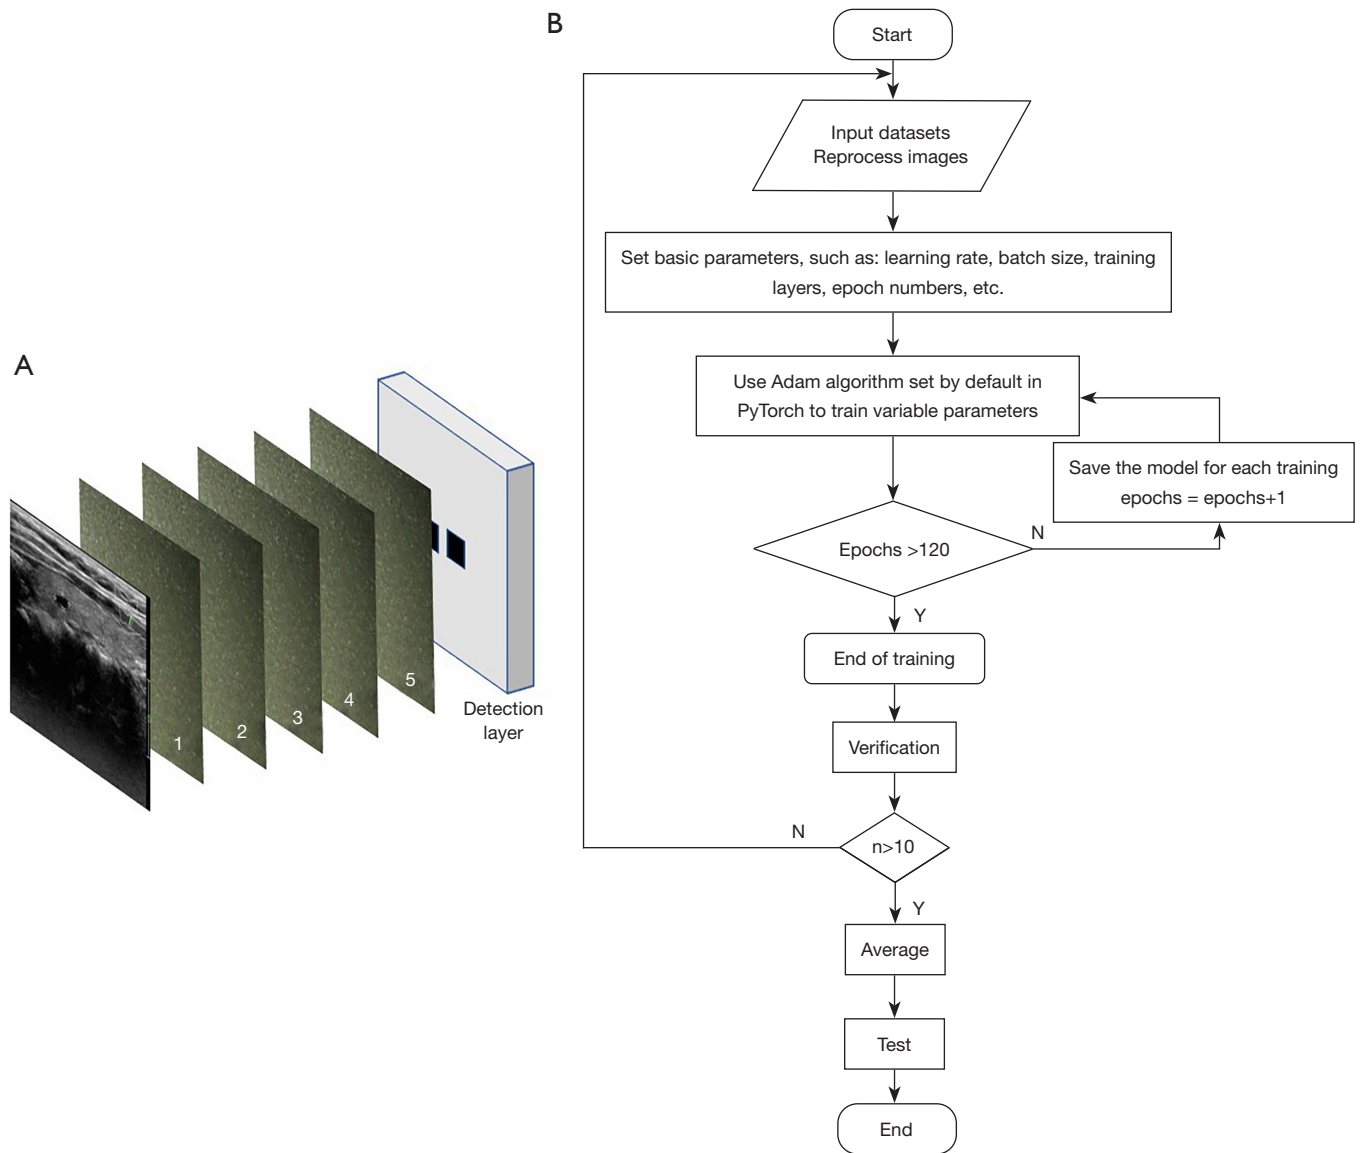 A
1
2
3
4
5
Detection
layer
B
Start
Input datasets
Reprocess images
Set basic parameters, such as: learning rate, batch size, training
layers, epoch numbers, etc.
Use Adam algorithm set by default in
PyTorch to train variable parameters
Save the model for each training
epochs = epochs+1
Epochs >120
N
Y
End of training
Verification
n>10
N
Y
Average
Test
End